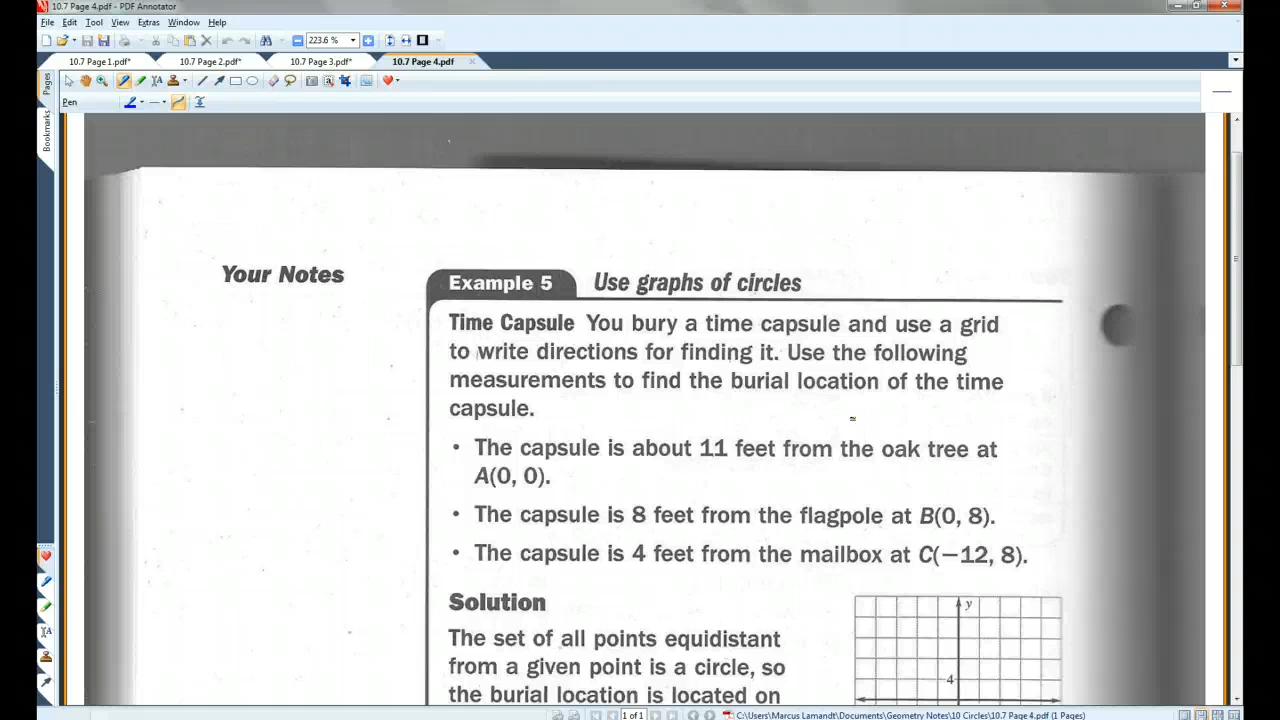 10.7 Page 4.pdf - PDF Annotator
File Edit Tool View Extras Window Help
223.6 %
10.7 Page 1.pdf* 10.7 Page 2.pdf* 10.7 Page 3.pdf* 10.7 Page 4.pdf
Pen
Pages
Bookmarks
Your Notes
Example 5 Use graphs of circles
Time Capsule You bury a time capsule and use a grid
to write directions for finding it. Use the following
measurements to find the burial location of the time
capsule.
• The capsule is about 11 feet from the oak tree at
A(0, 0).
• The capsule is 8 feet from the flagpole at B(0, 8).
• The capsule is 4 feet from the mailbox at C(−12, 8).
Solution
The set of all points equidistant
from a given point is a circle, so
the burial location is located on
y
4
1 of 1
C:\Users\Marcus Lamandt\Documents\Geometry Notes\10 Circles\10.7 Page 4.pdf (1 Pages)